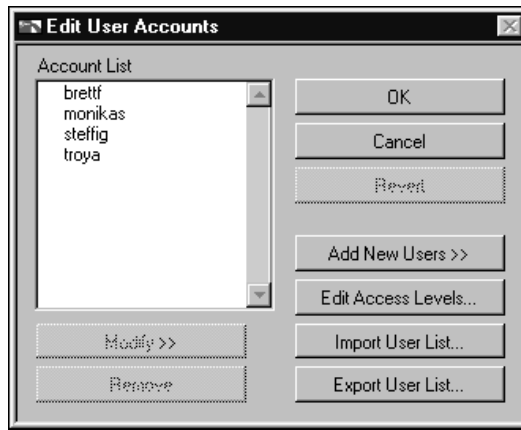 Edit User Accounts
Account List
brettf
monikas
steffig
troya
OK
Cancel
Revert
Add New Users >>
Edit Access Levels...
Modify >>
Import User List...
Remove
Export User List...